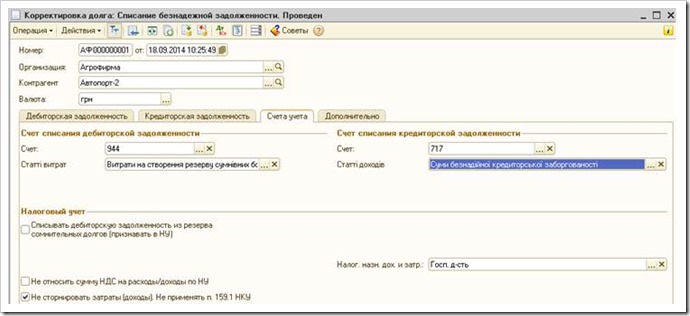 Корректировка долга: Списание безнадежной задолженности. Проведен
Операция Действия Советы
Номер: АФ000000001 от: 18.09.2014 10:25:49
Организация: Агрофирма
Контрагент Автопорт-2
Валюта: грн
Дебиторская задолженность Кредиторская задолженность Счета учета Дополнительно
Счет списания дебиторской задолженности Счет списания кредиторской задолженности
Счет: 944 Счет: 717
Статті витрат Витрати на створення резерву сумнівних бо Статті доходів Суми безнадійної кредиторської заборгованості
Налоговый учет
Списывать дебиторскую задолженность из резерва
сомнительных долгов (признавать в НУ)
Налог. назн. дох. и затр.: Госп. д-сть
Не относить сумму НДС на расходы/доходы по НУ
Не сторнировать затраты (доходы). Не применять п. 159.1 НКУ